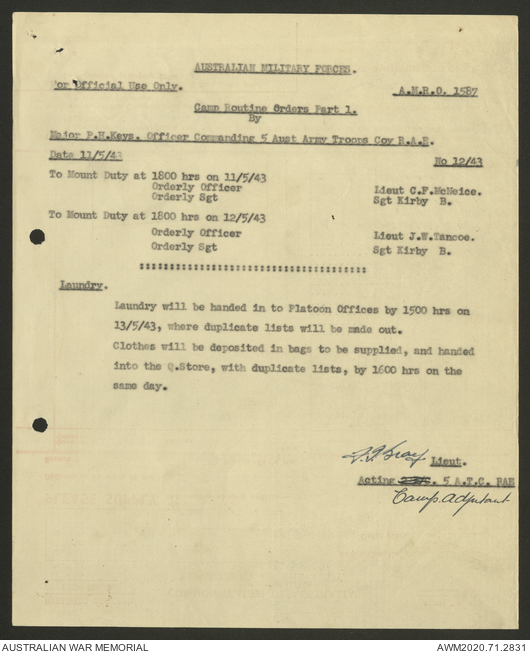 AUSTRALIAN MILITARY FORCES.
For Official Use Only.
A.M.R.O. 1587
Camp Routine Orders Part 1.
By
Major P.H.Keys. Officer Commanding 5 Aust Army Troops Coy R.A.E.
Date 11/5/43
No 12/43
To Mount Duty at 1800 hrs on 11/5/43
Orderly Officer Lieut C.F.McNeice.
Orderly Sgt Sgt Kirby B.
To Mount Duty at 1800 hrs on 12/5/43
Orderly Officer Lieut J.W.Tancoe.
Orderly Sgt Sgt Kirby B.
::::::::::::::::::::::::::::::::::::::
Laundry.
Laundry will be handed in to Platoon Offices by 1500 hrs on
13/5/43, where duplicate lists will be made out.
Clothes will be deposited in bags to be supplied, and handed
into the Q.Store, with duplicate lists, by 1600 hrs on the
same day.
Lieut.
Acting . 5 A.T.C. RAE
Camp. Adjutant
AUSTRALIAN WAR MEMORIAL
AWM2020.71.2831